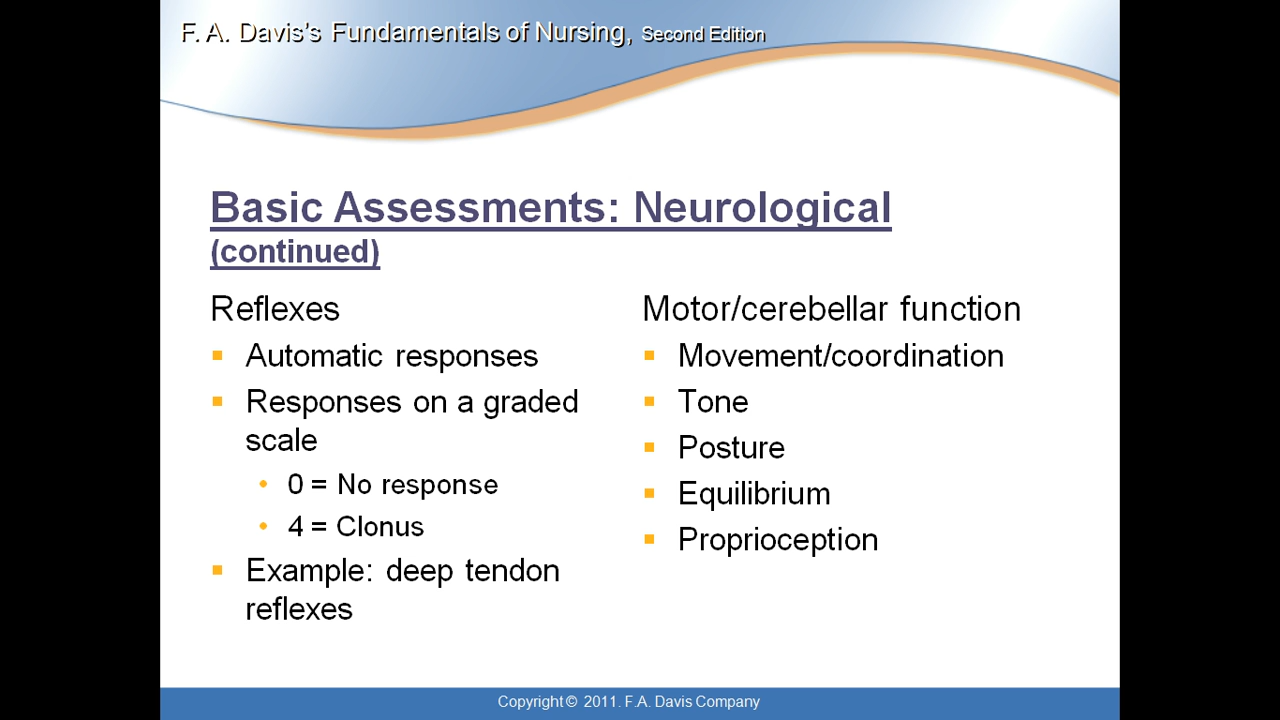 F. A. Davis's Fundamentals of Nursing, Second Edition
Basic Assessments: Neurological
(continued)
Reflexes
Automatic responses
Responses on a graded
scale
0 = No response
4 = Clonus
Example: deep tendon
reflexes
Motor/cerebellar function
Movement/coordination
Tone
Posture
Equilibrium
Proprioception
Copyright © 2011. F.A. Davis Company